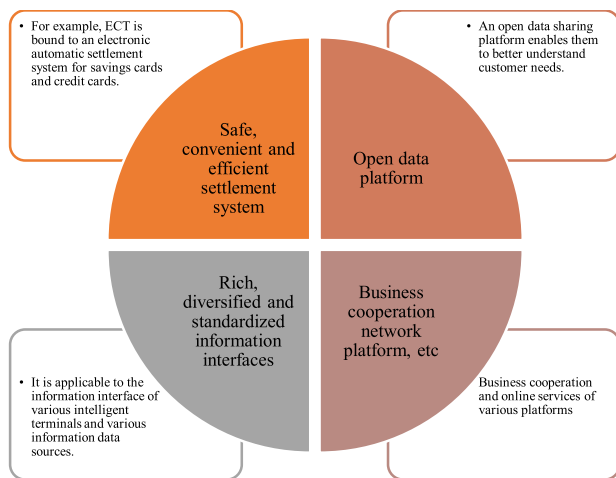 • For example, ECT is
bound to an electronic
automatic settlement
system for savings cards
and credit cards.
• An open data sharing
platform enables them
to better understand
customer needs.
Safe,
convenient and
efficient
settlement
system
Open data
platform
Rich,
diversified and
standardized
information
interfaces
Business
cooperation
network
platform, etc
• It is applicable to the
information interface of
various intelligent
terminals and various
information data
sources.
Business cooperation
and online services of
various platforms